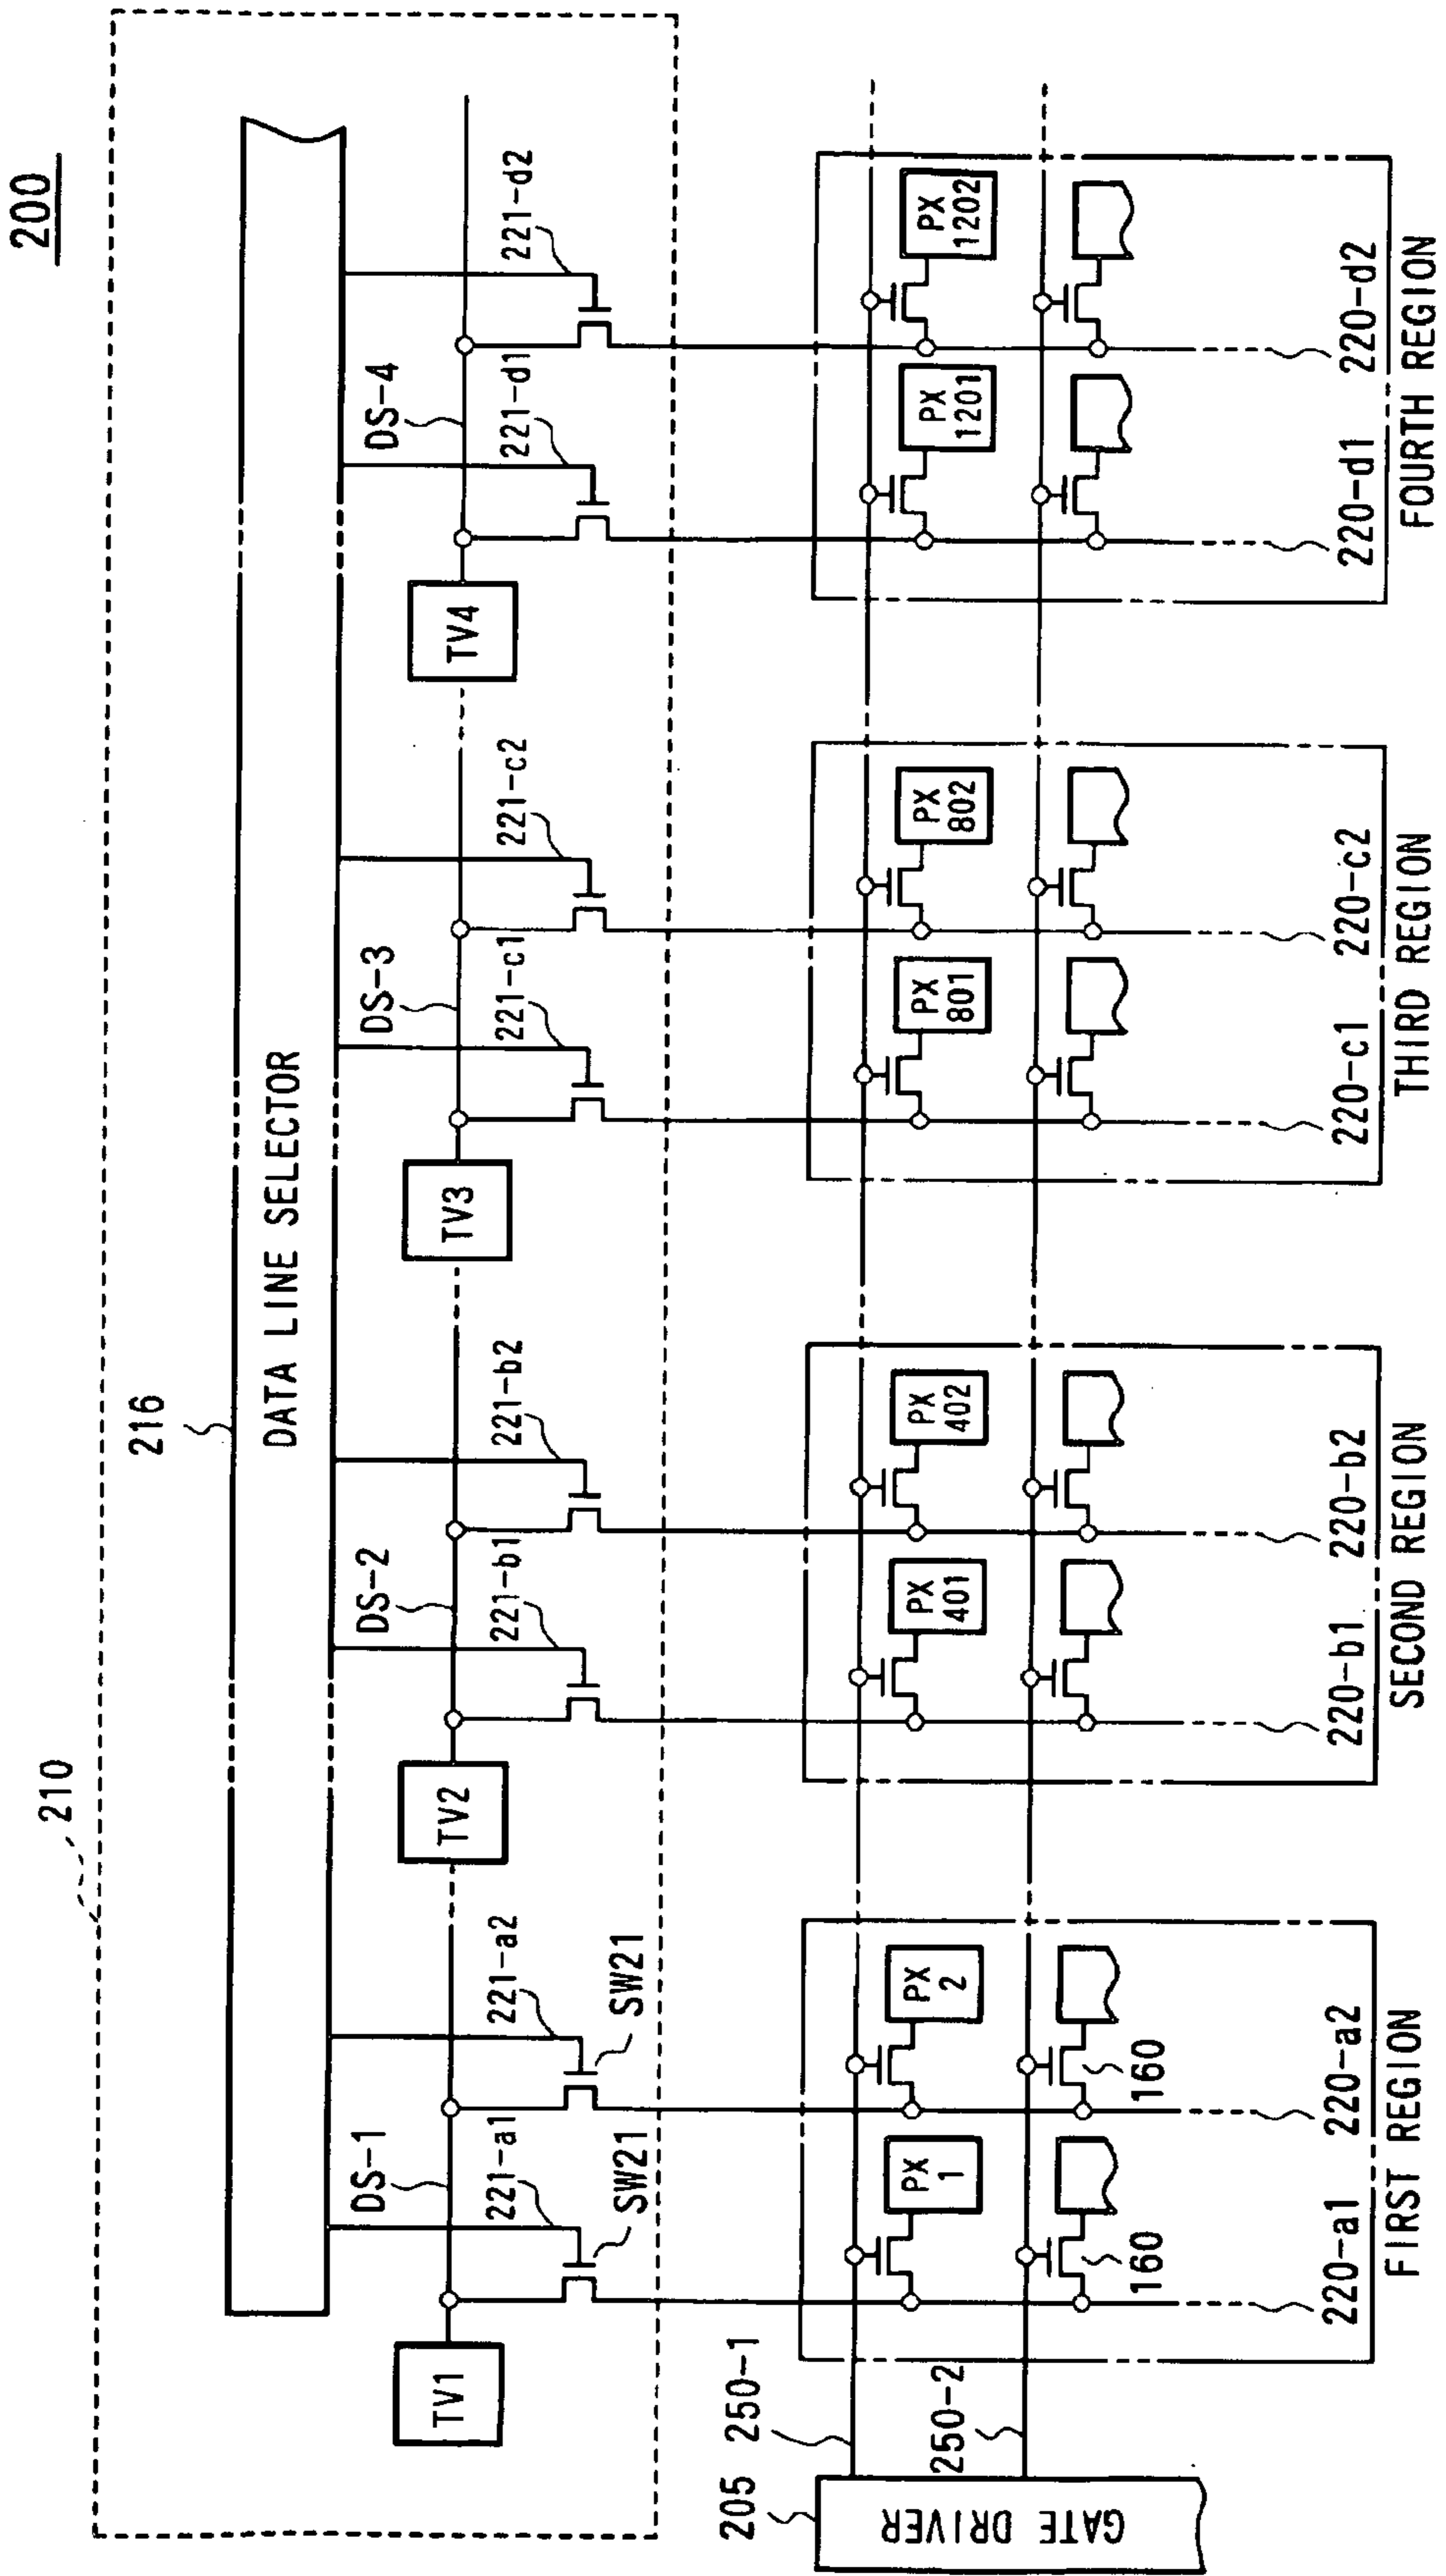 200
210
216
DATA LINE SELECTOR
TV1
DS-1
221-a1
SW21
221-a2
SW21
TV2
DS-2
221-b1
221-b2
TV3
DS-3
221-c1
221-c2
TV4
DS-4
221-d1
221-d2
205
GATE DRIVER
250-1
250-2
PX
1
PX
2
160
160
220-a1
220-a2
FIRST REGION
PX
401
PX
402
220-b1
220-b2
SECOND REGION
PX
801
PX
802
220-c1
220-c2
THIRD REGION
PX
1201
PX
1202
220-d1
220-d2
FOURTH REGION